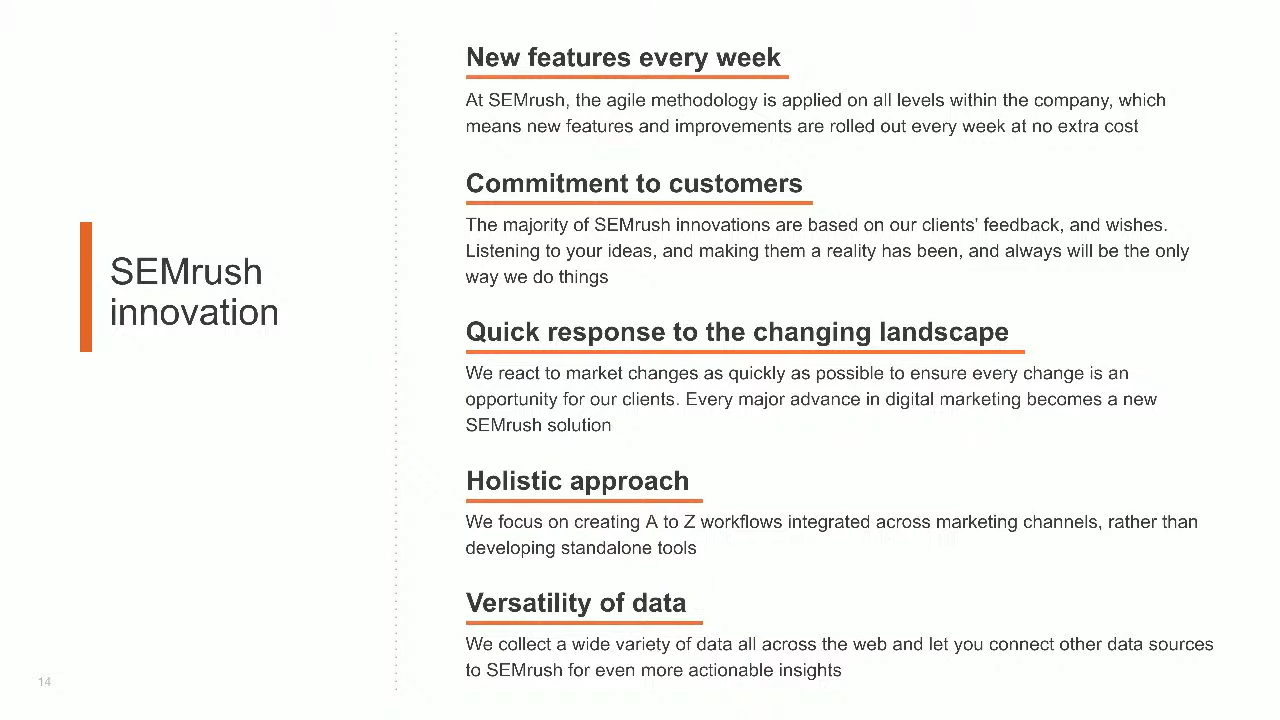 SEMrush
innovation
New features every week
At SEMrush, the agile methodology is applied on all levels within the company, which
means new features and improvements are rolled out every week at no extra cost
Commitment to customers
The majority of SEMrush innovations are based on our clients' feedback, and wishes.
Listening to your ideas, and making them a reality has been, and always will be the only
way we do things
Quick response to the changing landscape
We react to market changes as quickly as possible to ensure every change is an
opportunity for our clients. Every major advance in digital marketing becomes a new
SEMrush solution
Holistic approach
We focus on creating A to Z workflows integrated across marketing channels, rather than
developing standalone tools
Versatility of data
We collect a wide variety of data all across the web and let you connect other data sources
to SEMrush for even more actionable insights
14